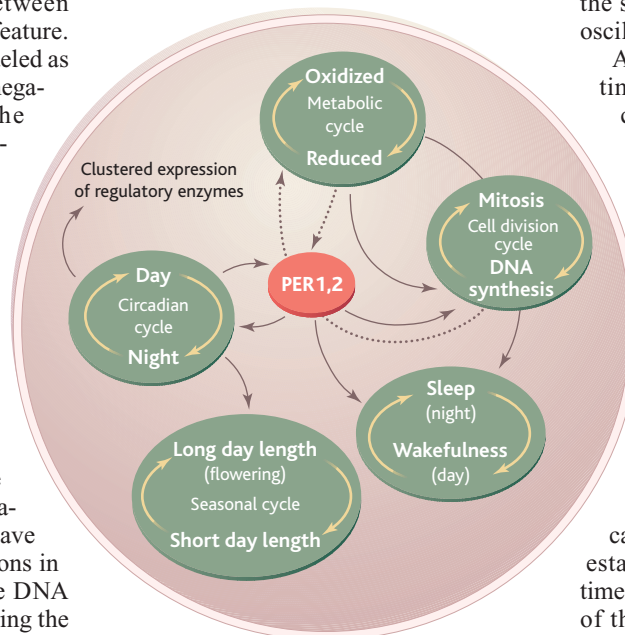 etween
feature.
eled as
nega-
he
-
the s
oscil
A
tim
c
Oxidized
Metabolic
cycle
Reduced
Clustered expression
of regulatory enzymes
Mitosis
Cell division
cycle
DNA
synthesis
PER1,2
Day
Circadian
cycle
Night
Sleep
(night)
Wakefulness
(day)
Long day length
(flowering)
Seasonal cycle
Short day length
a-
ave
ons in
e DNA
ing the
ca
esta
time
of th